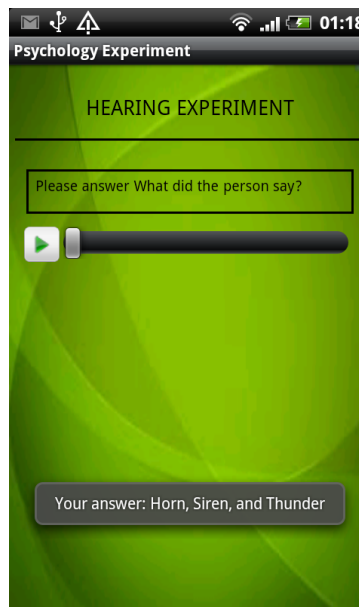 01:18
Psychology Experiment
HEARING EXPERIMENT
Please answer What did the person say?
Your answer: Horn, Siren, and Thunder